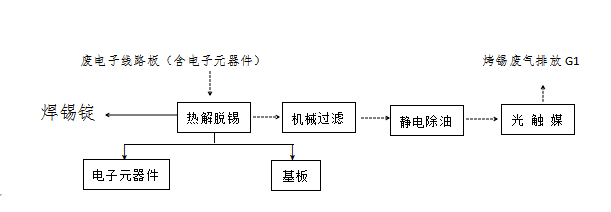 废电子线路板（含电子元器件）
烤锡废气排放 G1
焊锡锭
热解脱锡
机械过滤
静电除油
光 触 媒
电子元器件
基板